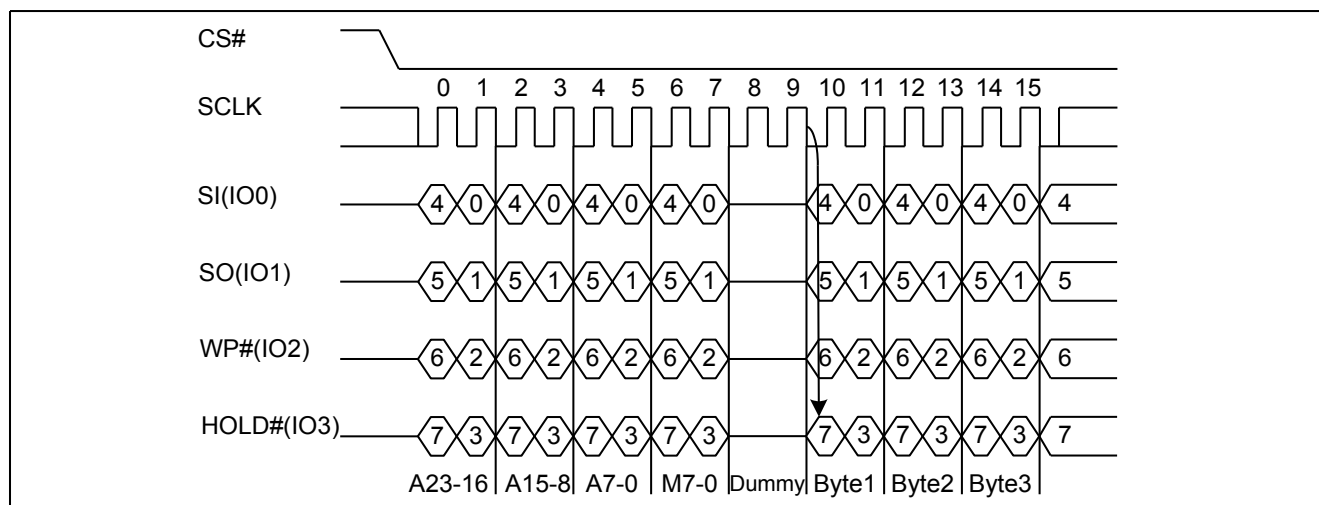 CS#
0 1 2 3 4 5 6 7 8 9 10 11 12 13 14 15
SCLK
SI(IO0) 4 0 4 0 4 0 4 0 4 0 4 0 4 0 4
SO(IO1) 5 1 5 1 5 1 5 1 5 1 5 1 5 1 5
WP#(IO2) 6 2 6 2 6 2 6 2 6 2 6 2 6 2 6
HOLD#(IO3) 7 3 7 3 7 3 7 3 7 3 7 3 7 3 7
A23-16 A15-8 A7-0 M7-0 Dummy Byte1 Byte2 Byte3